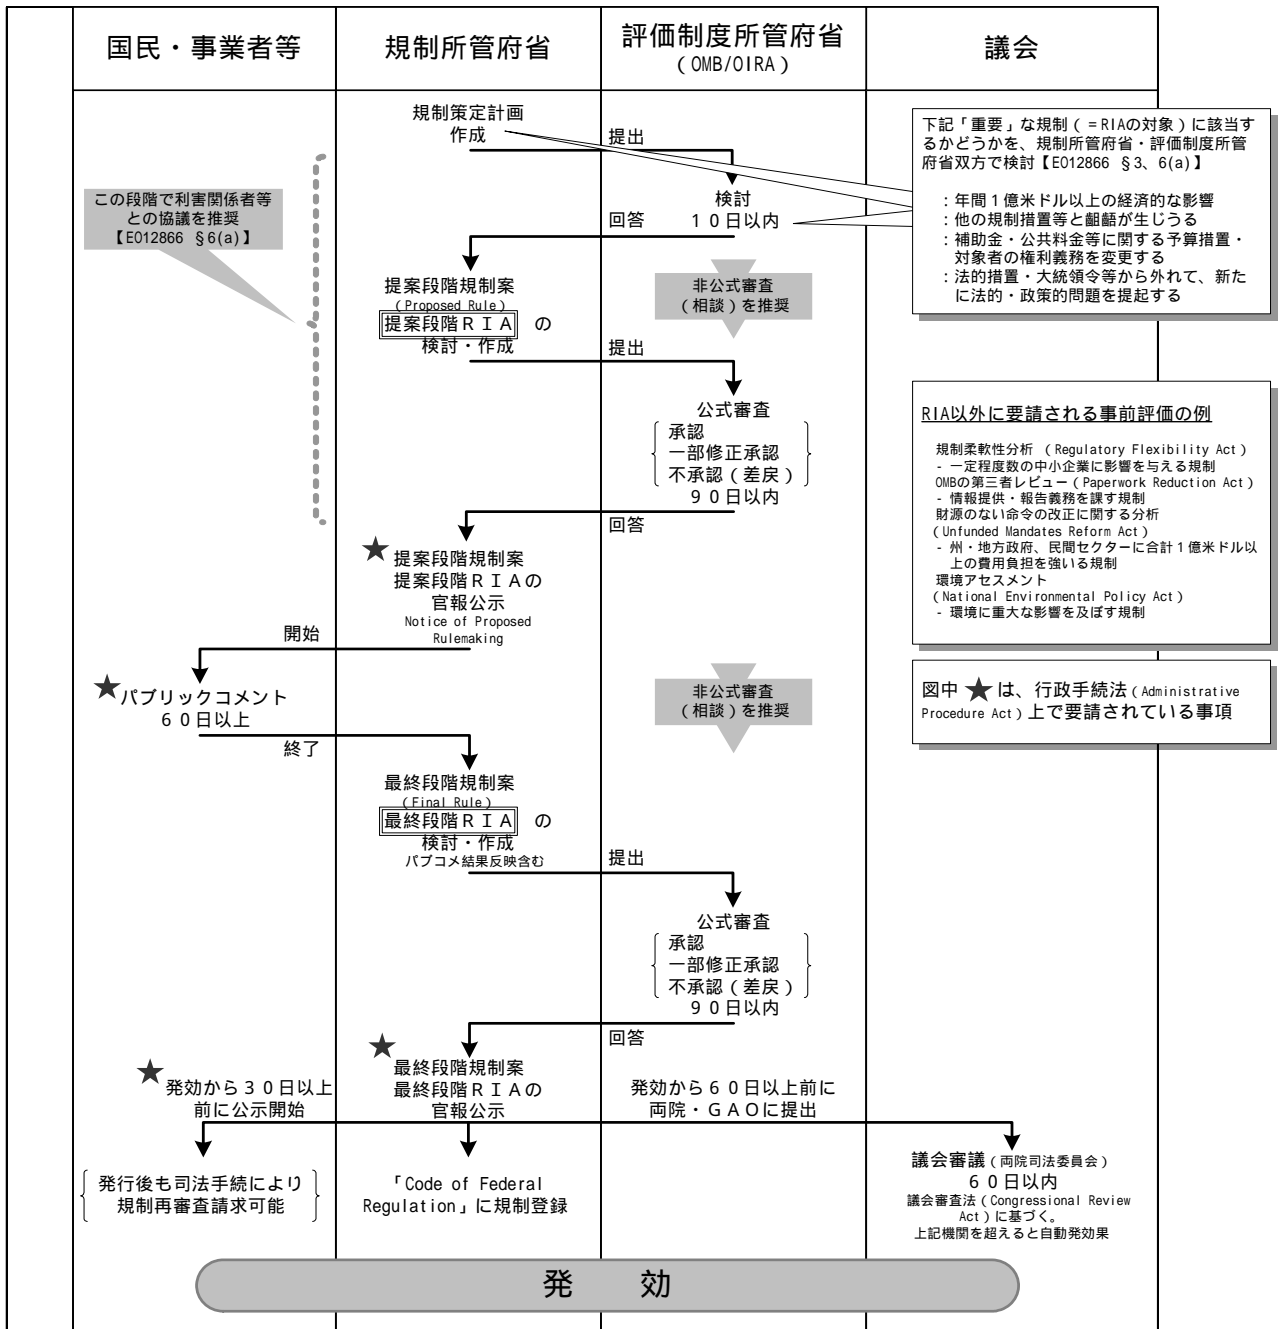 国民・事業者等
規制所管府省
評価制度所管府省
（OMB/OIRA）
議会
規制策定計画
作成
提出
下記「重要」な規制（＝RIAの対象）に該当す
るかどうかを、規制所管府省・評価制度所管
府省双方で検討【EO12866 §3、6(a)】
：年間１億米ドル以上の経済的な影響
：他の規制措置等と齟齬が生じうる
：補助金・公共料金等に関する予算措置・
対象者の権利義務を変更する
：法的措置・大統領令等から外れて、新た
に法的・政策的問題を提起する
この段階で利害関係者等
との協議を推奨
【EO12866 §6(a)】
検討
１０日以内
回答
提案段階規制案
（Proposed Rule）
提案段階ＲＩＡ の
検討・作成
非公式審査
（相談）を推奨
提出
公式審査
承認
一部修正承認
不承認（差戻）
９０日以内
回答
RIA以外に要請される事前評価の例
規制柔軟性分析 （Regulatory Flexibility Act）
- 一定程度数の中小企業に影響を与える規制
OMBの第三者レビュー（Paperwork Reduction Act）
- 情報提供・報告義務を課す規制
財源のない命令の改正に関する分析
（Unfunded Mandates Reform Act）
- 州・地方政府、民間セクターに合計１億米ドル以
上の費用負担を強いる規制
環境アセスメント
（National Environmental Policy Act）
- 環境に重大な影響を及ぼす規制
★ 提案段階規制案
提案段階ＲＩＡの
官報公示
Notice of Proposed
Rulemaking
開始
★ パブリックコメント
６０日以上
終了
非公式審査
（相談）を推奨
図中 ★ は、行政手続法（Administrative
Procedure Act）上で要請されている事項
最終段階規制案
（Final Rule）
最終段階ＲＩＡ の
検討・作成
パブコメ結果反映含む
提出
公式審査
承認
一部修正承認
不承認（差戻）
９０日以内
回答
★ 最終段階規制案
最終段階ＲＩＡの
官報公示
★ 発効から３０日以上
前に公示開始
発効から６０日以上前に
両院・ＧＡＯに提出
発行後も司法手続により
規制再審査請求可能
「Code of Federal
Regulation」に規制登録
議会審議（両院司法委員会）
６０日以内
議会審査法（Congressional Review
Act）に基づく。
上記機関を超えると自動発効果
発 効